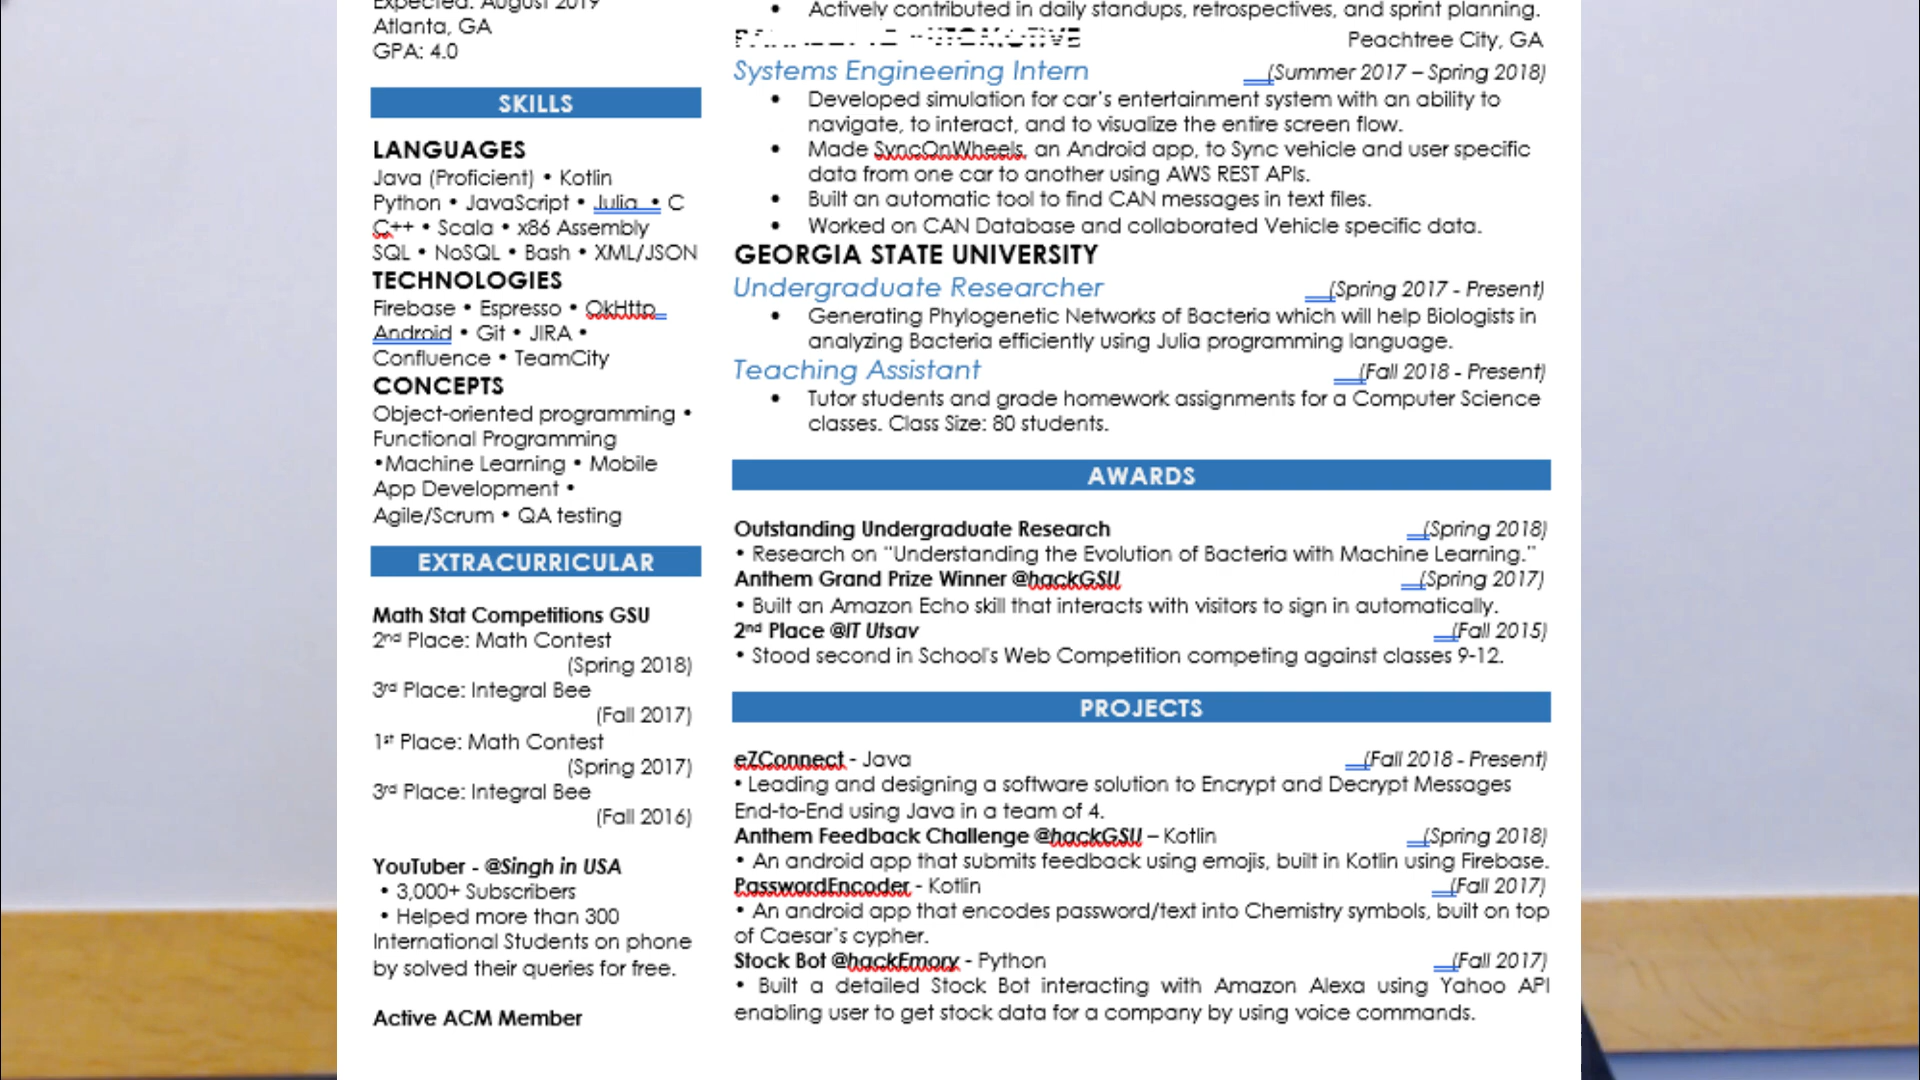 Expected: August 2019
Atlanta, GA
GPA: 4.0
SKILLS
LANGUAGES
Java (Proficient) • Kotlin
Python • JavaScript • Julia • C
C++ • Scala • x86 Assembly
SQL • NoSQL • Bash • XML/JSON
TECHNOLOGIES
Firebase • Espresso • OkHttp
Android • Git • JIRA •
Confluence • TeamCity
CONCEPTS
Object-oriented programming •
Functional Programming
•Machine Learning • Mobile
App Development •
Agile/Scrum • QA testing
EXTRACURRICULAR
Math Stat Competitions GSU
2nd Place: Math Contest
(Spring 2018)
3rd Place: Integral Bee
(Fall 2017)
1st Place: Math Contest
(Spring 2017)
3rd Place: Integral Bee
(Fall 2016)
YouTuber - @Singh in USA
• 3,000+ Subscribers
• Helped more than 300
International Students on phone
by solved their queries for free.
Active ACM Member
• Actively contributed in daily standups, retrospectives, and sprint planning.
AUTOMOTIVE Peachtree City, GA
Systems Engineering Intern (Summer 2017 – Spring 2018)
• Developed simulation for car's entertainment system with an ability to
navigate, to interact, and to visualize the entire screen flow.
• Made SyncOnWheels, an Android app, to Sync vehicle and user specific
data from one car to another using AWS REST APIs.
• Built an automatic tool to find CAN messages in text files.
• Worked on CAN Database and collaborated Vehicle specific data.
GEORGIA STATE UNIVERSITY
Undergraduate Researcher (Spring 2017 - Present)
• Generating Phylogenetic Networks of Bacteria which will help Biologists in
analyzing Bacteria efficiently using Julia programming language.
Teaching Assistant (Fall 2018 - Present)
• Tutor students and grade homework assignments for a Computer Science
classes. Class Size: 80 students.
AWARDS
Outstanding Undergraduate Research (Spring 2018)
• Research on "Understanding the Evolution of Bacteria with Machine Learning."
Anthem Grand Prize Winner @hackGSU (Spring 2017)
• Built an Amazon Echo skill that interacts with visitors to sign in automatically.
2nd Place @IT Utsav (Fall 2015)
• Stood second in School's Web Competition competing against classes 9-12.
PROJECTS
eZConnect - Java (Fall 2018 - Present)
• Leading and designing a software solution to Encrypt and Decrypt Messages
End-to-End using Java in a team of 4.
Anthem Feedback Challenge @hackGSU – Kotlin (Spring 2018)
• An android app that submits feedback using emojis, built in Kotlin using Firebase.
PasswordEncoder - Kotlin (Fall 2017)
• An android app that encodes password/text into Chemistry symbols, built on top
of Caesar's cypher.
Stock Bot @hackEmory - Python (Fall 2017)
• Built a detailed Stock Bot interacting with Amazon Alexa using Yahoo API
enabling user to get stock data for a company by using voice commands.